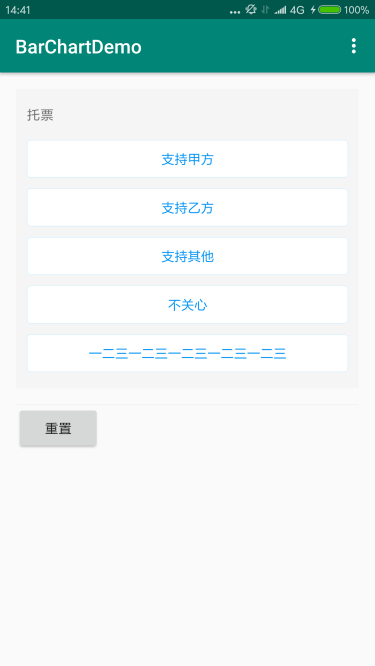 14:41 ... 4G 100%
BarChartDemo
托票
支持甲方
支持乙方
支持其他
不关心
一二三一二三一二三一二三一二三
重置